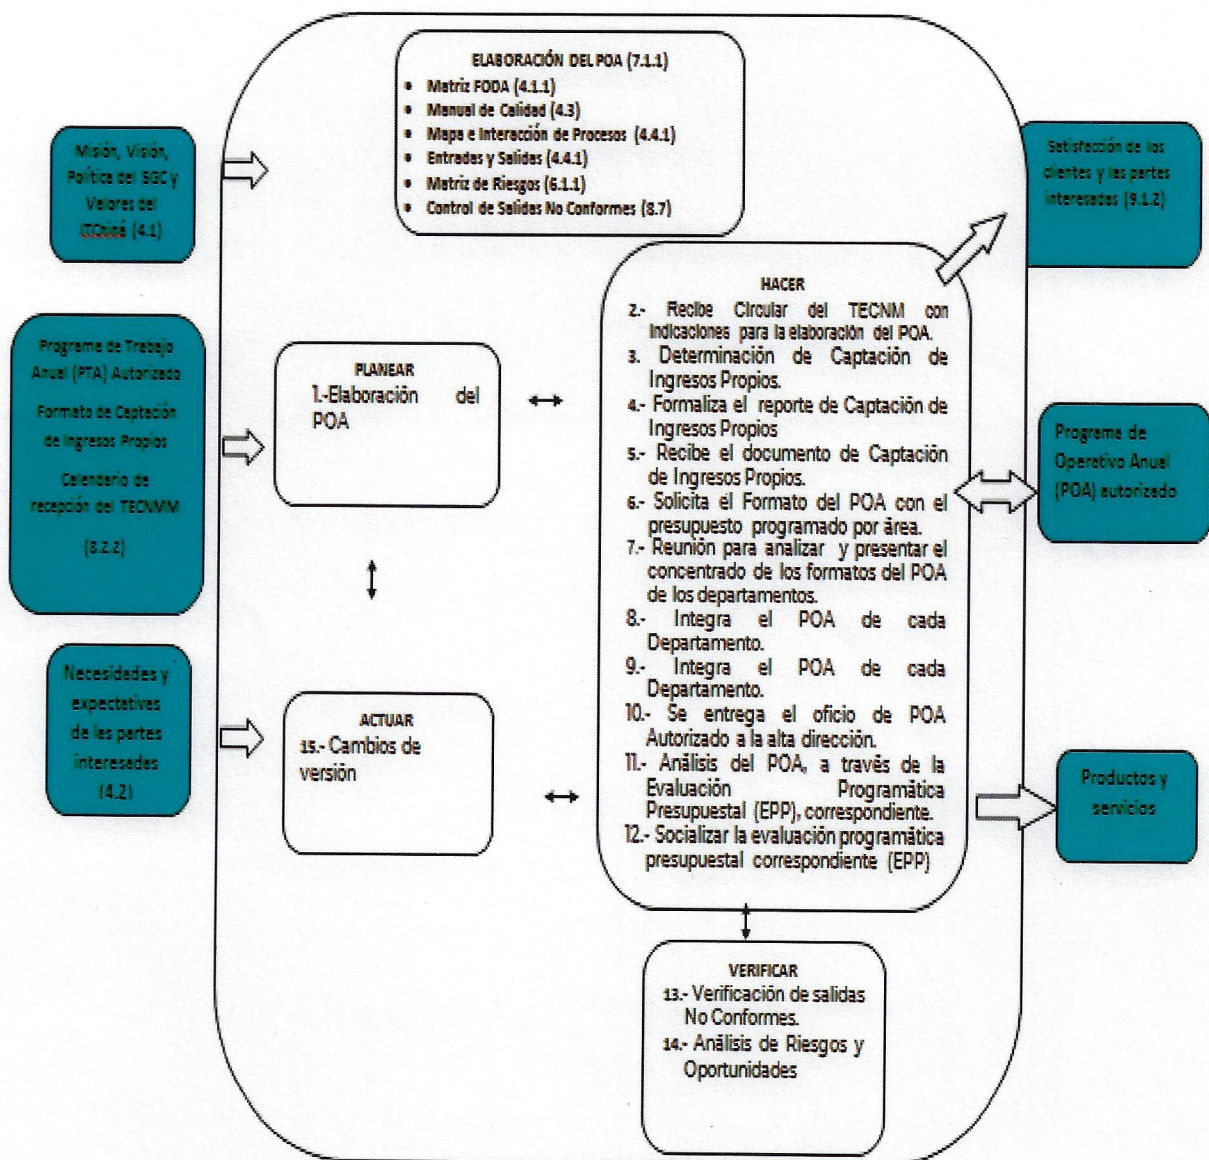 ELABORACIÓN DEL POA (7.1.1)
• Matriz FODA (4.1.1)
• Manual de Calidad (4.3)
• Mapa e Interacción de Procesos (4.4.1)
• Entradas y Salidas (4.4.1)
• Matriz de Riesgos (6.1.1)
• Control de Salidas No Conformes (8.7)
Misión, Visión,
Política del SGC y
Valores del
(4.1)
Satisfacción de los
clientes y las partes
interesadas (9.1.2)
Programa de Trabajo
Anual (PTA) Autorizado
Formato de Captación
de Ingresos Propios
Calendario de
recepción del TECNMM
(8.2.2)
PLANEAR
1.-Elaboración del
POA
HACER
2.- Recibe Circular del TECNM con
indicaciones para la elaboración del POA.
3. Determinación de Captación de
Ingresos Propios.
4.- Formaliza el reporte de Captación de
Ingresos Propios
5.- Recibe el documento de Captación
de Ingresos Propios.
6.- Solicita el Formato del POA con el
presupuesto programado por área.
7.- Reunión para analizar y presentar el
concentrado de los formatos del POA
de los departamentos.
8.- Integra el POA de cada
Departamento.
9.- Integra el POA de cada
Departamento.
10.- Se entrega el oficio de POA
Autorizado a la alta dirección.
11.- Análisis del POA, a través de la
Evaluación Programática
Presupuestal (EPP), correspondiente.
12.- Socializar la evaluación programática
presupuestal correspondiente (EPP)
Programa de
Operativo Anual
(POA) autorizado
Necesidades y
expectativas
de las partes
interesadas
(4.2)
ACTUAR
15.- Cambios de
versión
Productos y
servicios
VERIFICAR
13.- Verificación de salidas
No Conformes.
14.- Análisis de Riesgos y
Oportunidades